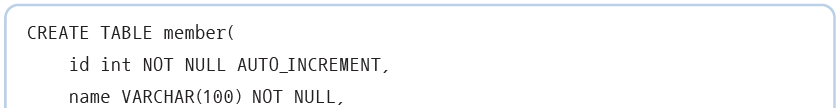 CREATE TABLE member(
    id int NOT NULL AUTO_INCREMENT,
    name VARCHAR(100) NOT NULL,